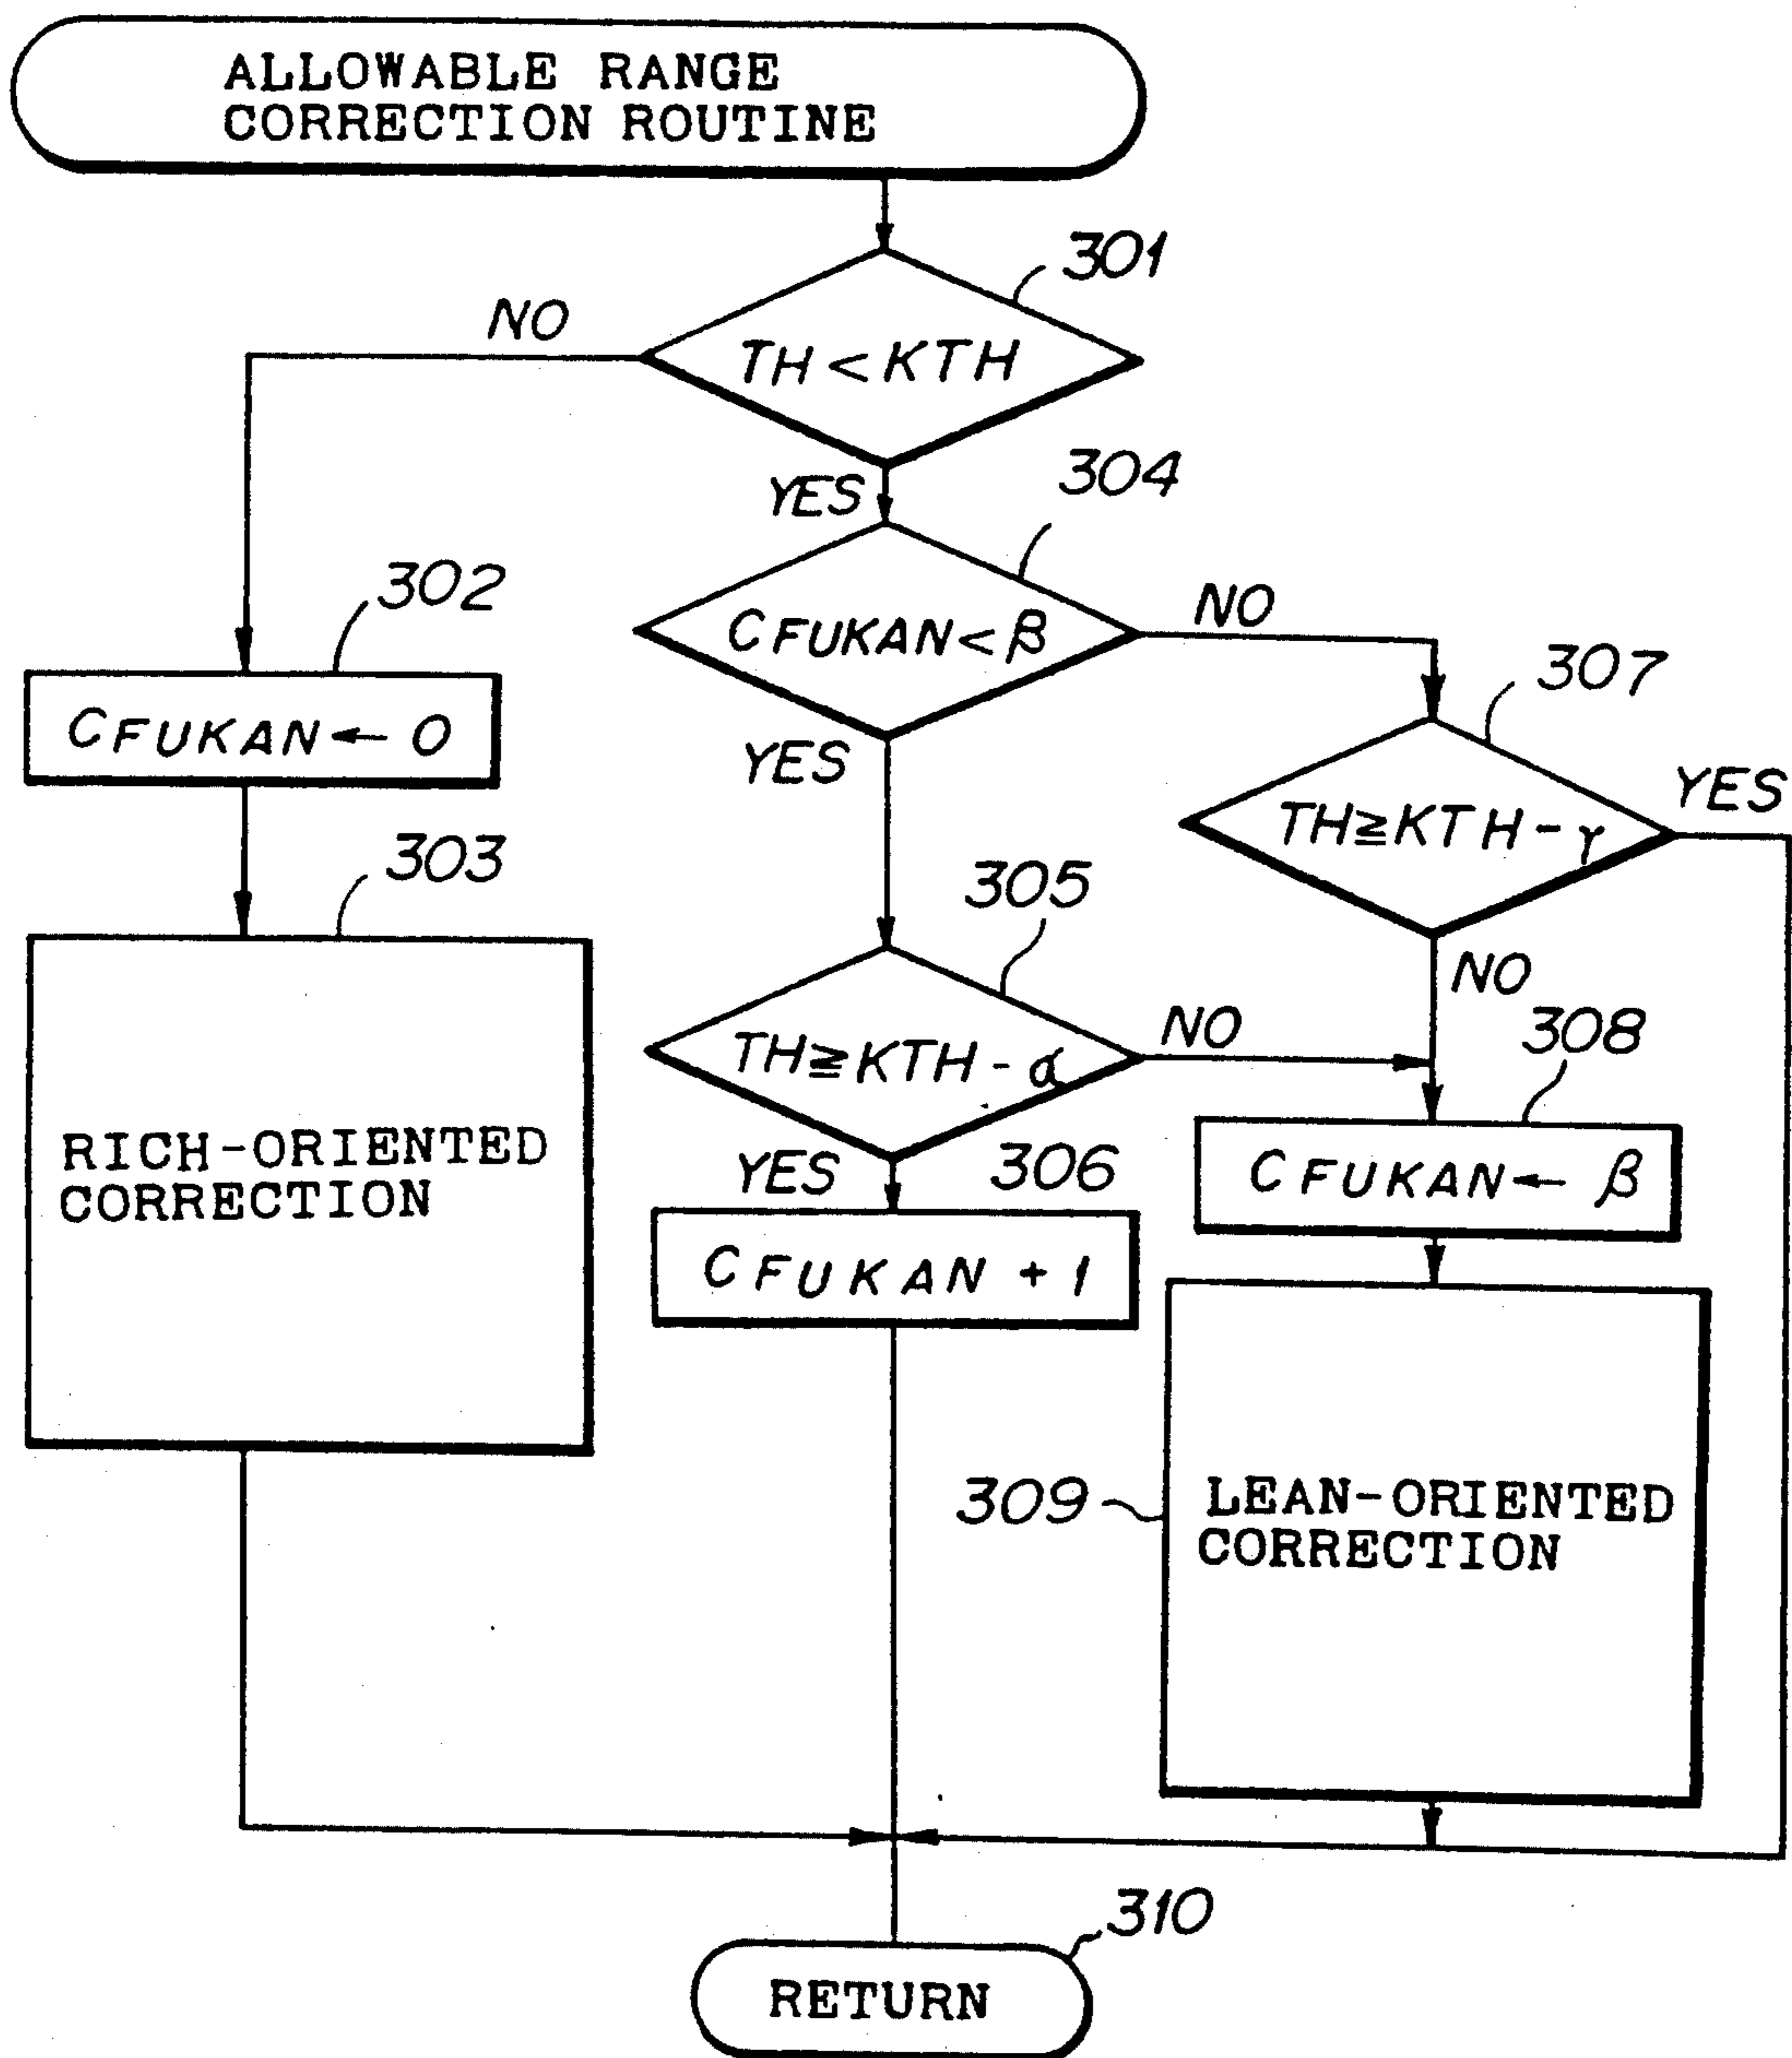 ALLOWABLE RANGE
CORRECTION ROUTINE
301
NO
TH < KTH
YES
304
302
CFUKAN < β
NO
CFUKAN ← 0
307
YES
TH ≧ KTH - γ
YES
303
305
NO
TH ≧ KTH - α
NO
308
RICH-ORIENTED
CORRECTION
YES
306
CFUKAN ← β
CFUKAN + 1
309
LEAN-ORIENTED
CORRECTION
310
RETURN